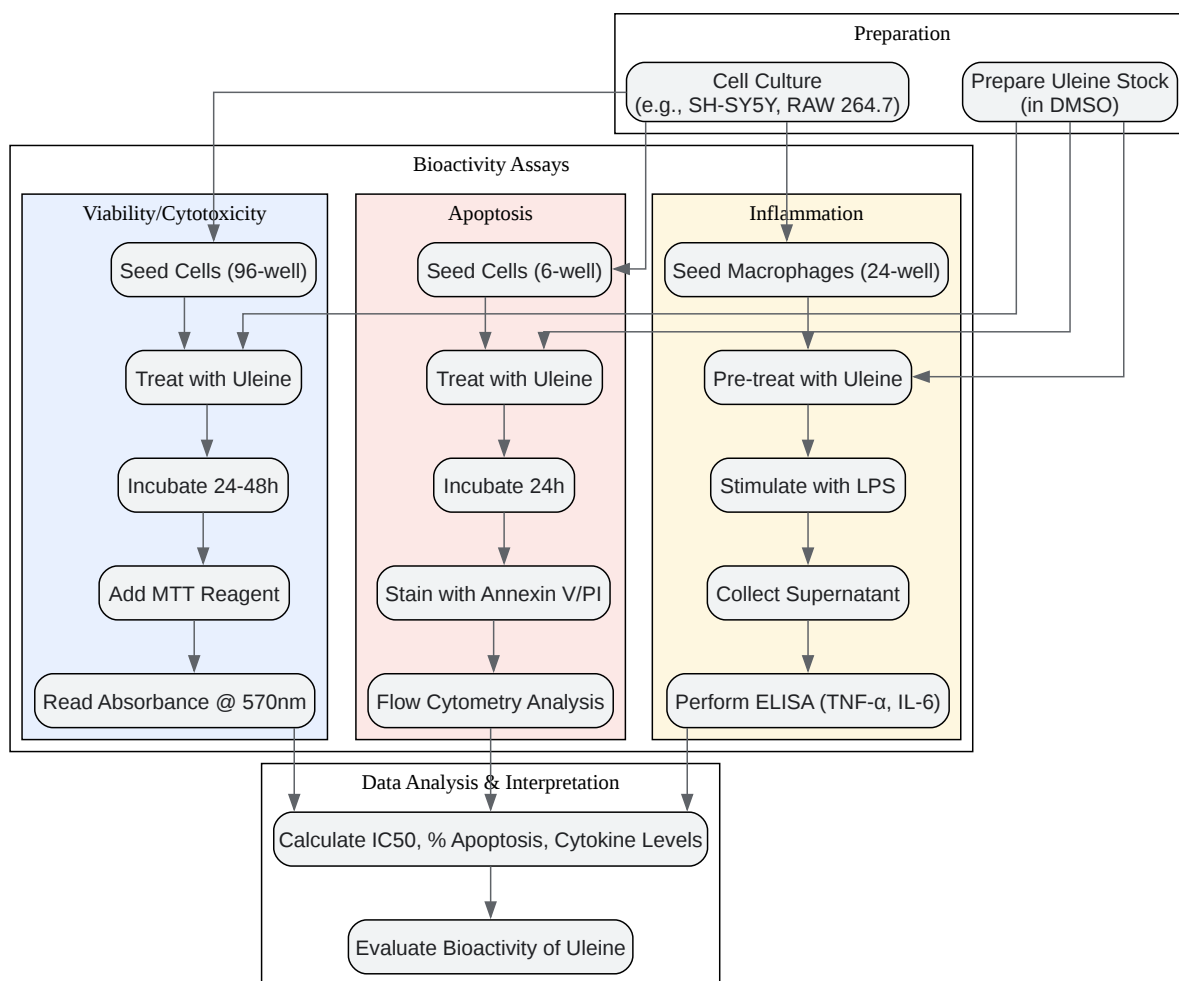 Preparation
Cell Culture
(e.g., SH-SY5Y, RAW 264.7)
Prepare Uleine Stock
(in DMSO)
Bioactivity Assays
Viability/Cytotoxicity
Seed Cells (96-well)
Treat with Uleine
Incubate 24-48h
Add MTT Reagent
Read Absorbance @ 570nm
Apoptosis
Seed Cells (6-well)
Treat with Uleine
Incubate 24h
Stain with Annexin V/PI
Flow Cytometry Analysis
Inflammation
Seed Macrophages (24-well)
Pre-treat with Uleine
Stimulate with LPS
Collect Supernatant
Perform ELISA (TNF-α, IL-6)
Data Analysis & Interpretation
Calculate IC50, % Apoptosis, Cytokine Levels
Evaluate Bioactivity of Uleine